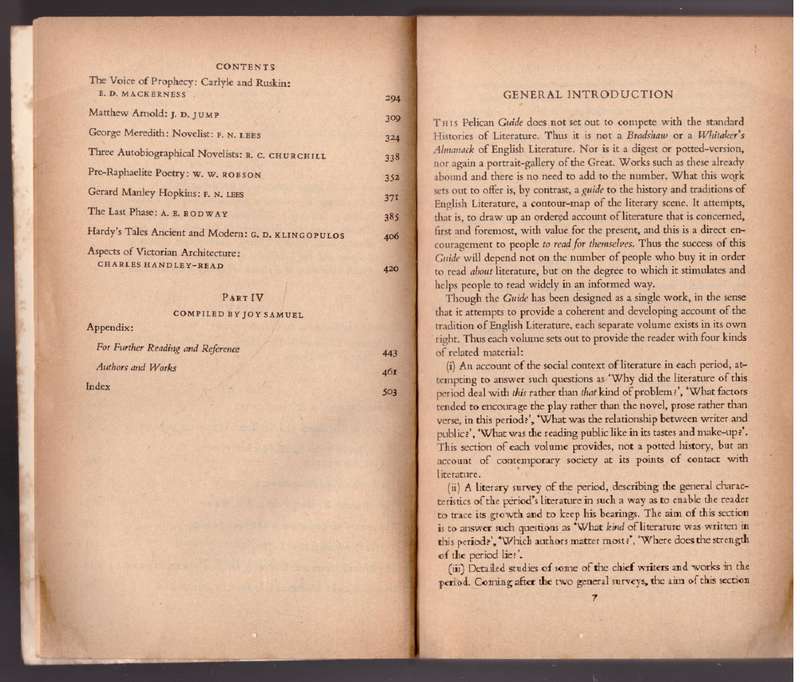 CONTENTS
The Voice of Prophecy: Carlyle and Ruskin:
E. D. MACKERNESS 294
Matthew Arnold: J. D. JUMP 309
George Meredith: Novelist: F. N. LEES 324
Three Autobiographical Novelists: R. C. CHURCHILL 338
Pre-Raphaelite Poetry: W. W. ROBSON 352
Gerard Manley Hopkins: F. N. LEES 371
The Last Phase: A. E. RODWAY 385
Hardy's Tales Ancient and Modern: G. D. KLINGOPULOS 406
Aspects of Victorian Architecture:
CHARLES HANDLEY-READ 420
PART IV
COMPILED BY JOY SAMUEL
Appendix:
For Further Reading and Reference 443
Authors and Works 461
Index 503
GENERAL INTRODUCTION
THIS Pelican Guide does not set out to compete with the standard
Histories of Literature. Thus it is not a Bradshaw or a Whitaker's
Almanack of English Literature. Nor is it a digest or potted-version,
nor again a portrait-gallery of the Great. Works such as these already
abound and there is no need to add to the number. What this work
sets out to offer is, by contrast, a guide to the history and traditions of
English Literature, a contour-map of the literary scene. It attempts,
that is, to draw up an ordered account of literature that is concerned,
first and foremost, with value for the present, and this is a direct en-
couragement to people to read for themselves. Thus the success of this
Guide will depend not on the number of people who buy it in order
to read about literature, but on the degree to which it stimulates and
helps people to read widely in an informed way.
Though the Guide has been designed as a single work, in the sense
that it attempts to provide a coherent and developing account of the
tradition of English Literature, each separate volume exists in its own
right. Thus each volume sets out to provide the reader with four kinds
of related material:
(i) An account of the social context of literature in each period, at-
tempting to answer such questions as 'Why did the literature of this
period deal with this rather than that kind of problem?', 'What factors
tended to encourage the play rather than the novel, prose rather than
verse, in this period?', 'What was the relationship between writer and
public?', 'What was the reading public like in its tastes and make-up?'.
This section of each volume provides, not a potted history, but an
account of contemporary society at its points of contact with
literature.
(ii) A literary survey of the period, describing the general charac-
teristics of the period's literature in such a way as to enable the reader
to trace its growth and to keep his bearings. The aim of this section
is to answer such questions as 'What kind of literature was written in
this period?', 'Which authors matter most?', 'Where does the strength
of the period lie?'.
(iii) Detailed studies of some of the chief writers and works in the
period. Coming after the two general surveys, the aim of this section
7